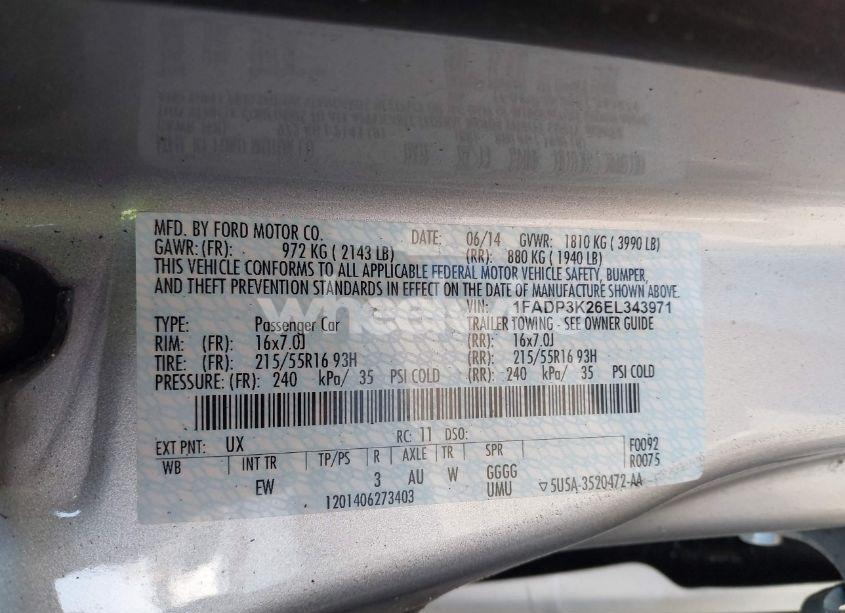 MFD. BY FORD MOTOR CO. DATE: 06/14 GVWR: 1810 KG ( 3990 LB)
GAWR: (FR): 972 KG ( 2143 LB) (RR): 880 KG ( 1940 LB)
THIS VEHICLE CONFORMS TO ALL APPLICABLE FEDERAL MOTOR VEHICLE SAFETY, BUMPER,
AND THEFT PREVENTION STANDARDS IN EFFECT ON THE DATE OF MANUFACTURE SHOWN ABOVE.
VIN: 1FADP3K26EL343971
TYPE: Passenger Car TRAILER TOWING - SEE OWNER GUIDE
RIM: (FR): 16x7.0J (RR): 16x7.0J
TIRE: (FR): 215/55R16 93H (RR): 215/55R16 93H
PRESSURE: (FR): 240 kPa/ 35 PSI COLD (RR): 240 kPa/ 35 PSI COLD
EXT PNT: UX RC: 11 DSO: F0092
WB INT TR TP/PS R AXLE TR SPR R0075
EW 3 AU W GGGG
1201406273403 UMU ▽5U5A-3520472-AA